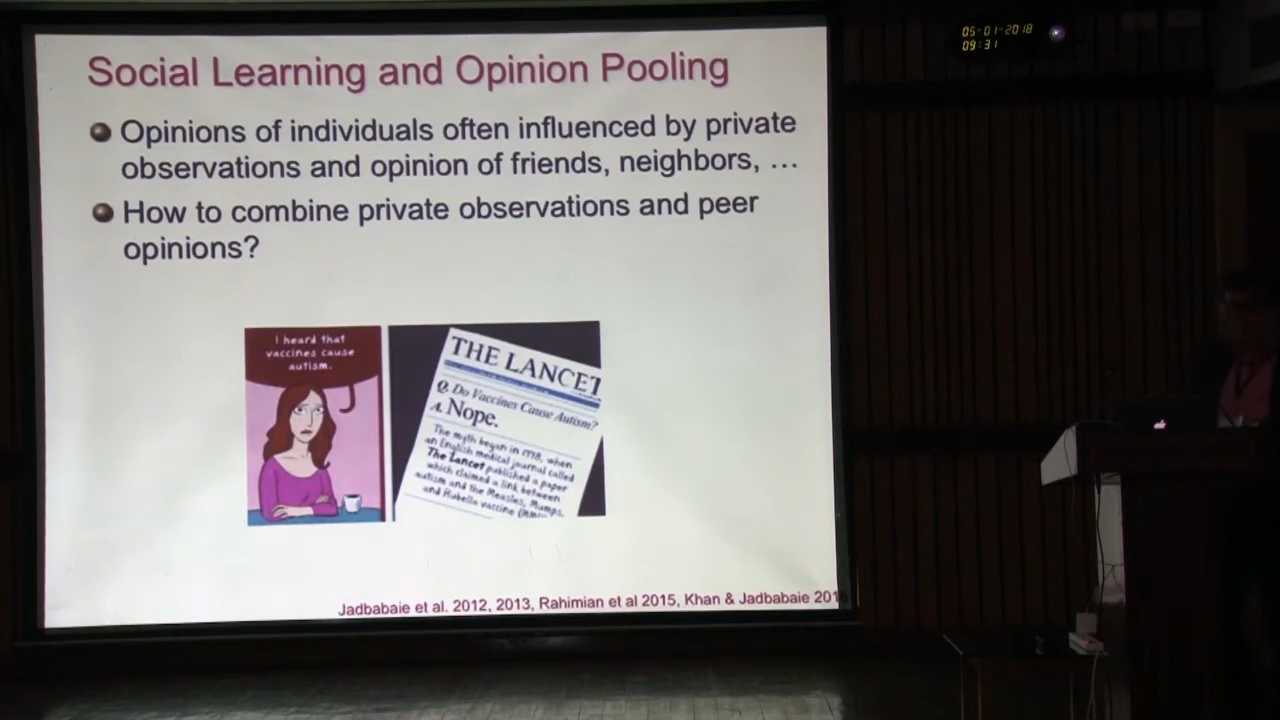 05-01-2018
09:31
Social Learning and Opinion Pooling
Opinions of individuals often influenced by private
observations and opinion of friends, neighbors, …
How to combine private observations and peer
opinions?
I heard that
vaccines cause
autism.
THE LANCET
Q. Do Vaccines Cause Autism?
A. Nope.
The myth began in 1998, when
an English medical journal called
The Lancet published a paper
which claimed a link between
autism and the Measles, Mumps,
and Rubella vaccine
Jadbabaie et al. 2012, 2013, Rahimian et al 2015, Khan & Jadbabaie